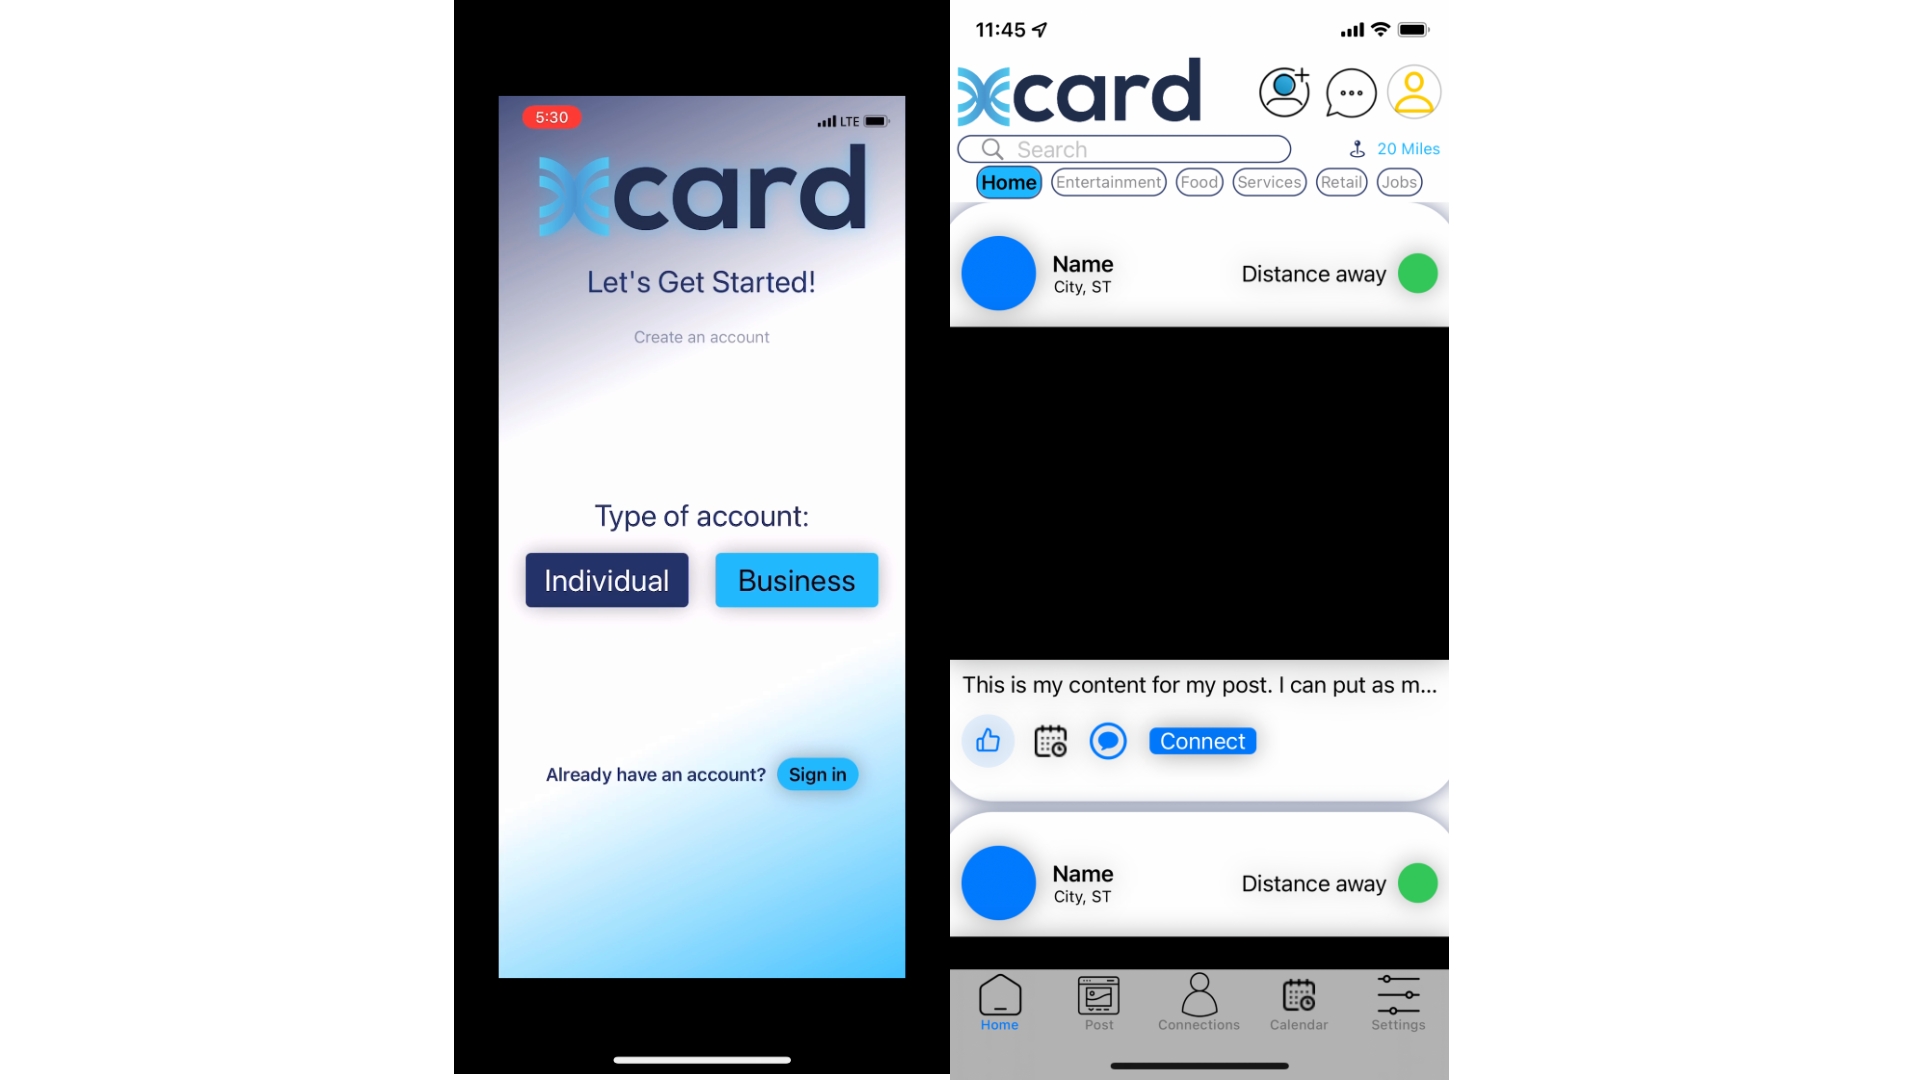 5:30
LTE
xcard
Let's Get Started!
Create an account
Type of account:
Individual
Business
Already have an account? Sign in
11:45
xcard
Search
20 Miles
Home Entertainment Food Services Retail Jobs
Name
City, ST
Distance away
This is my content for my post. I can put as m...
Connect
Name
City, ST
Distance away
Home Post Connections Calendar Settings